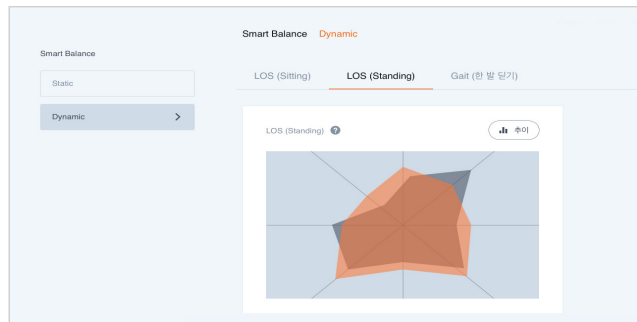 Smart Balance Dynamic
Smart Balance
Static
Dynamic
LOS (Sitting) LOS (Standing) Gait (한 발 딛기)
LOS (Standing) ?
추이